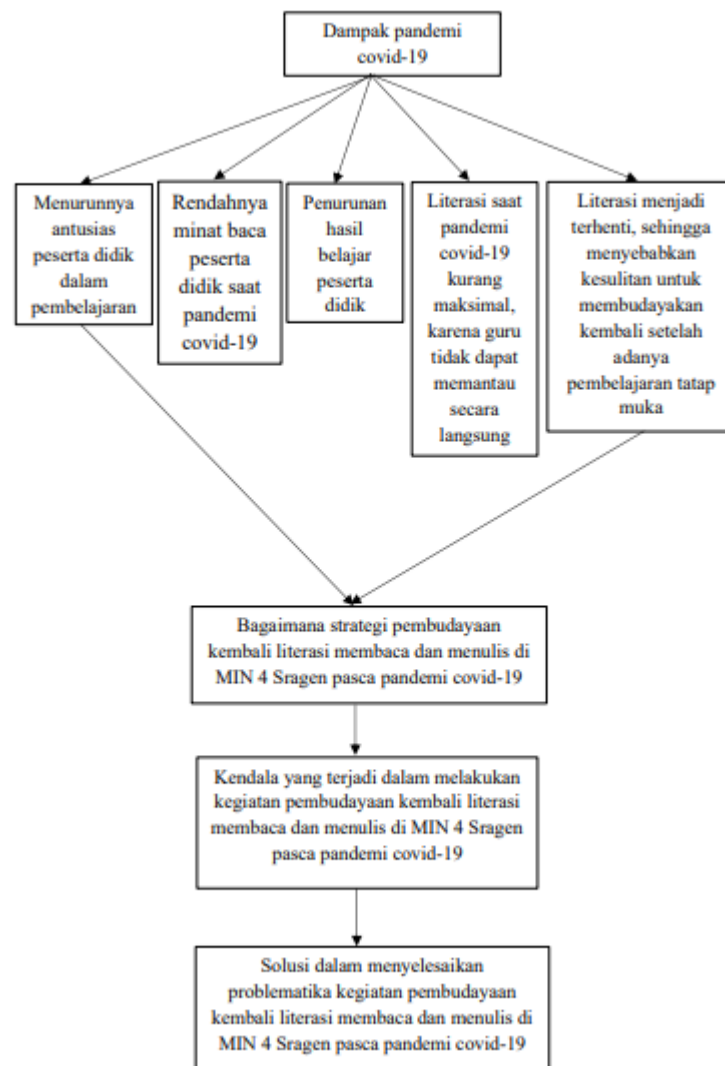 Dampak pandemi
covid-19
Menurunnya
antusias
peserta didik
dalam
pembelajaran
Rendahnya
minat baca
peserta
didik saat
pandemi
covid-19
Penurunan
hasil
belajar
peserta
didik
Literasi saat
pandemi
covid-19
kurang
maksimal,
karena guru
tidak dapat
memantau
secara
langsung
Literasi menjadi
terhenti, sehingga
menyebabkan
kesulitan untuk
membudayakan
kembali setelah
adanya
pembelajaran tatap
muka
Bagaimana strategi pembudayaan
kembali literasi membaca dan menulis di
MIN 4 Sragen pasca pandemi covid-19
Kendala yang terjadi dalam melakukan
kegiatan pembudayaan kembali literasi
membaca dan menulis di MIN 4 Sragen
pasca pandemi covid-19
Solusi dalam menyelesaikan
problematika kegiatan pembudayaan
kembali literasi membaca dan menulis di
MIN 4 Sragen pasca pandemi covid-19